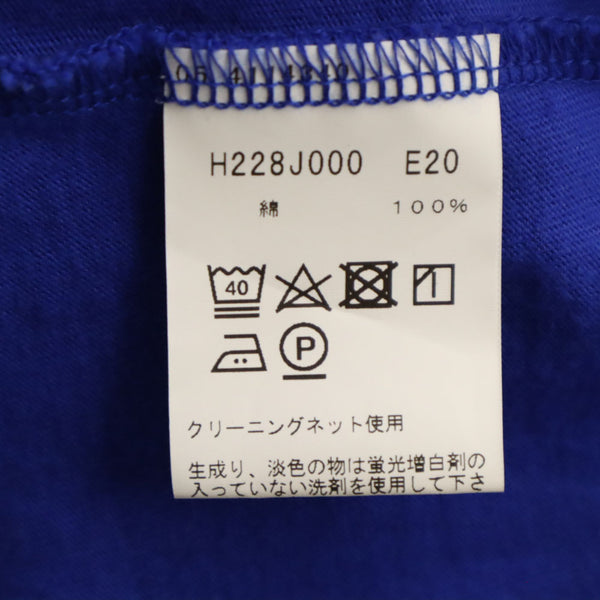 H228J000 E20
綿 100%
40
P
クリーニングネット使用
生成り、淡色の物は蛍光増白剤の
入っていない洗剤を使用して下さ